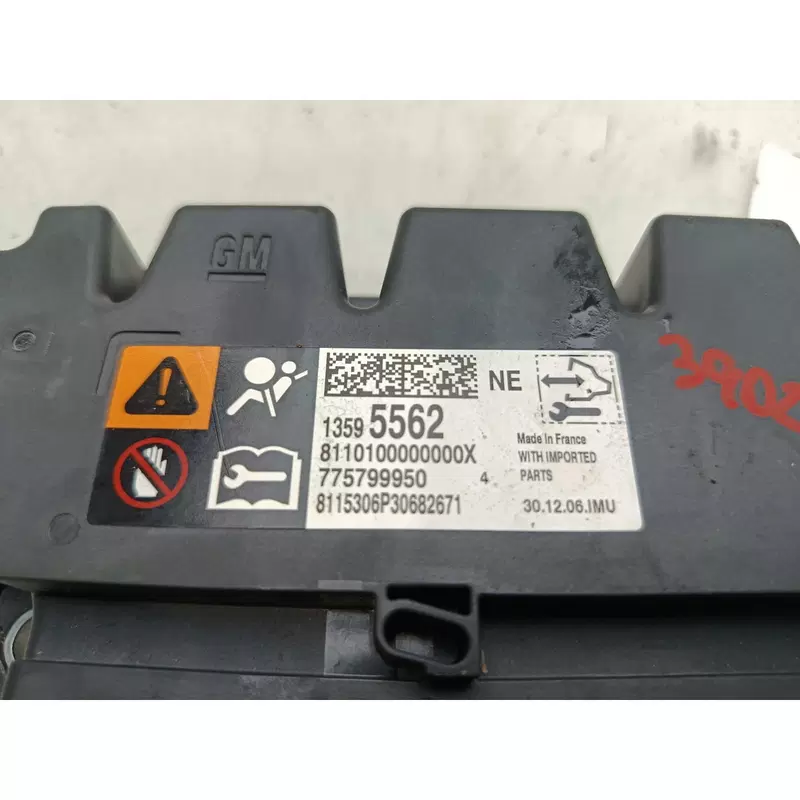 GM
NE
1359 5562
8110100000000X
775799950 4
8115306P30682671
Made in France
WITH IMPORTED
PARTS
30.12.06.IMU